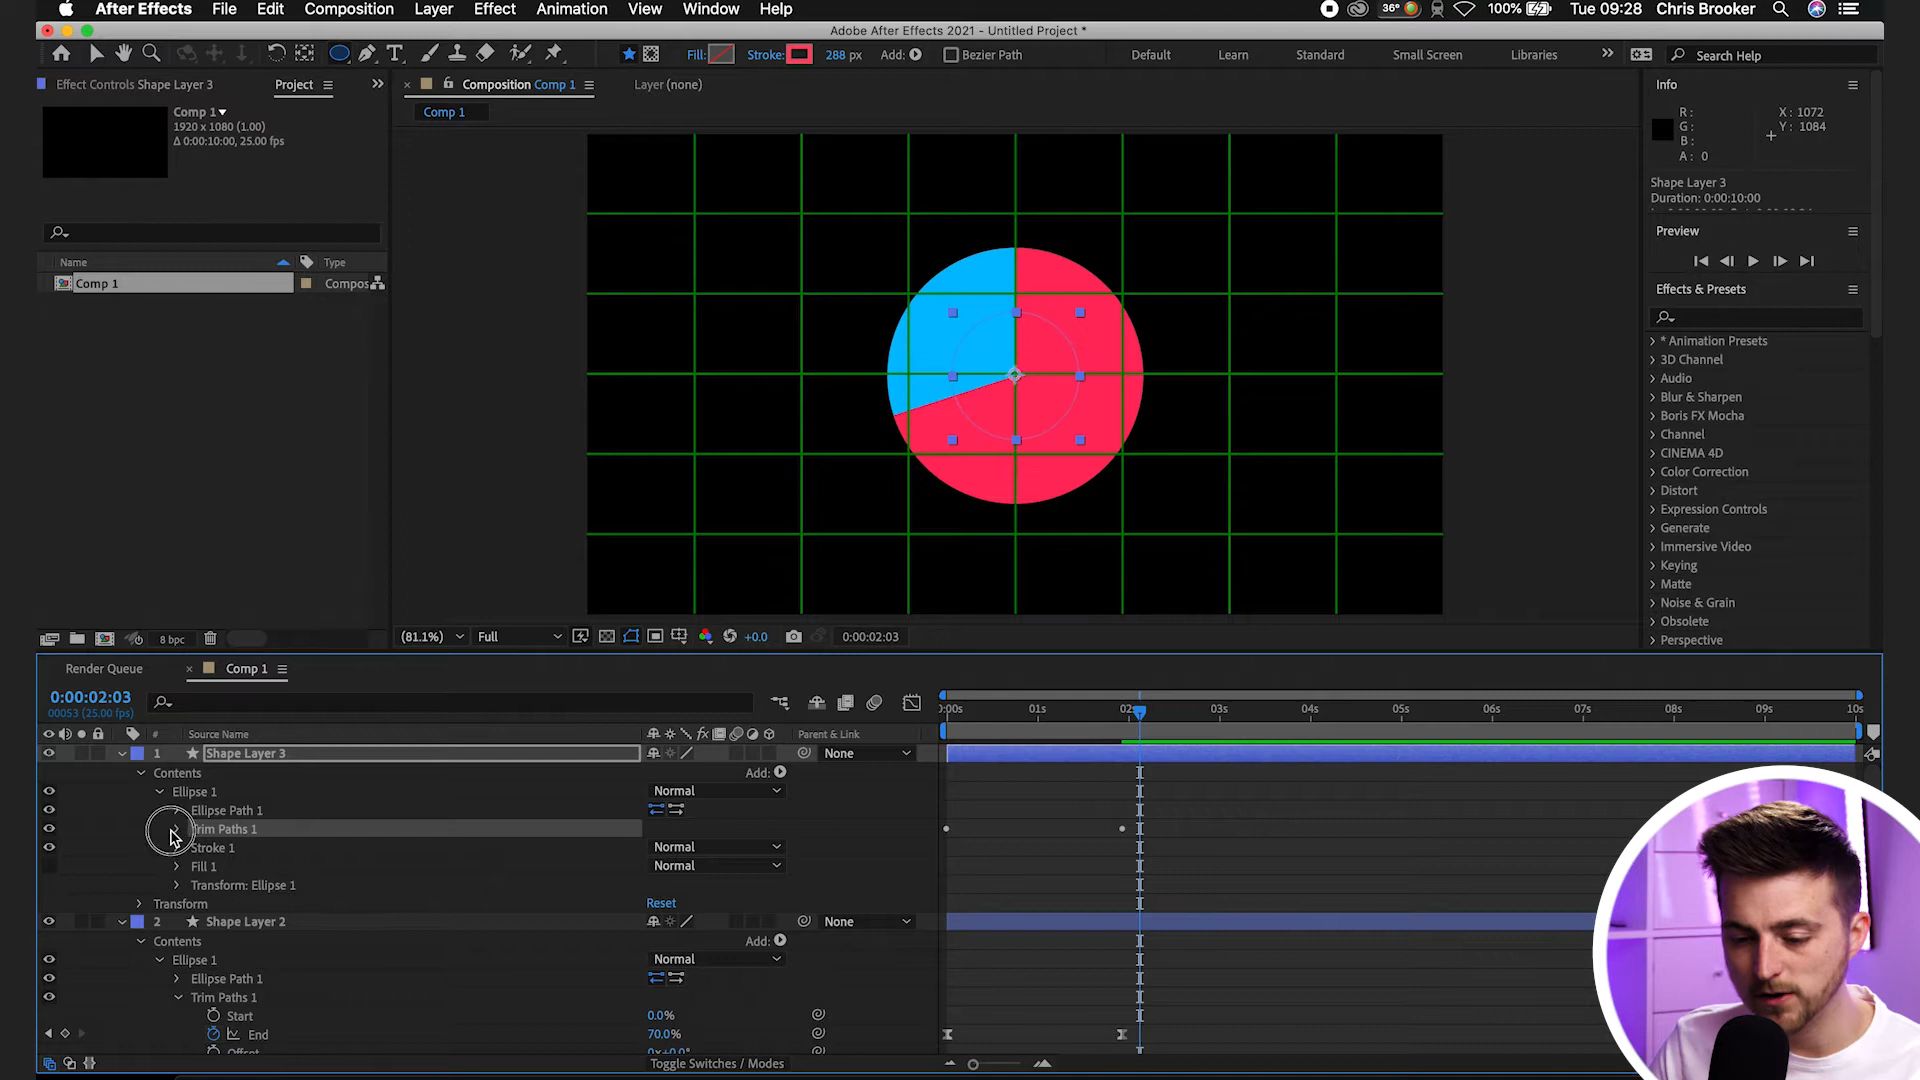 After Effects File Edit Composition Layer Effect Animation View Window Help 36° 100% Tue 09:28 Chris Brooker
Adobe After Effects 2021 - Untitled Project *
Fill: Stroke: 288 px Add: Bezier Path Default Learn Standard Small Screen Libraries Search Help
Effect Controls Shape Layer 3 Project Composition Comp 1 Layer (none) Info
Comp 1
1920 x 1080 (1.00)
Δ 0:00:10:00, 25.00 fps
Comp 1
R: X: 1072
G: Y: 1084
B:
A: 0
Shape Layer 3
Duration: 0:00:10:00
Preview
Name Type
Comp 1 Compos
Effects & Presets
* Animation Presets
3D Channel
Audio
Blur & Sharpen
Boris FX Mocha
Channel
CINEMA 4D
Color Correction
Distort
Expression Controls
Generate
Immersive Video
Keying
Matte
Noise & Grain
Obsolete
Perspective
8 bpc (81.1%) Full +0.0 0:00:02:03
Render Queue Comp 1
0:00:02:03
00053 (25.00 fps)
:00s 01s 02s 03s 04s 05s 06s 07s 08s 09s 10s
# Source Name Parent & Link
1 Shape Layer 3 None
Contents Add:
Ellipse 1 Normal
Ellipse Path 1
Trim Paths 1
Stroke 1 Normal
Fill 1 Normal
Transform: Ellipse 1
Transform Reset
2 Shape Layer 2 None
Contents Add:
Ellipse 1 Normal
Ellipse Path 1
Trim Paths 1
Start 0.0%
End 70.0%
Offset 0x+0.0°
Toggle Switches / Modes